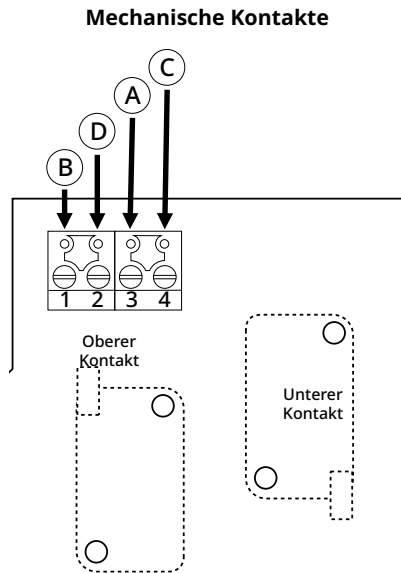 Mechanische Kontakte
C
A
D
B
1 2 3 4
Oberer
Kontakt
Unterer
Kontakt